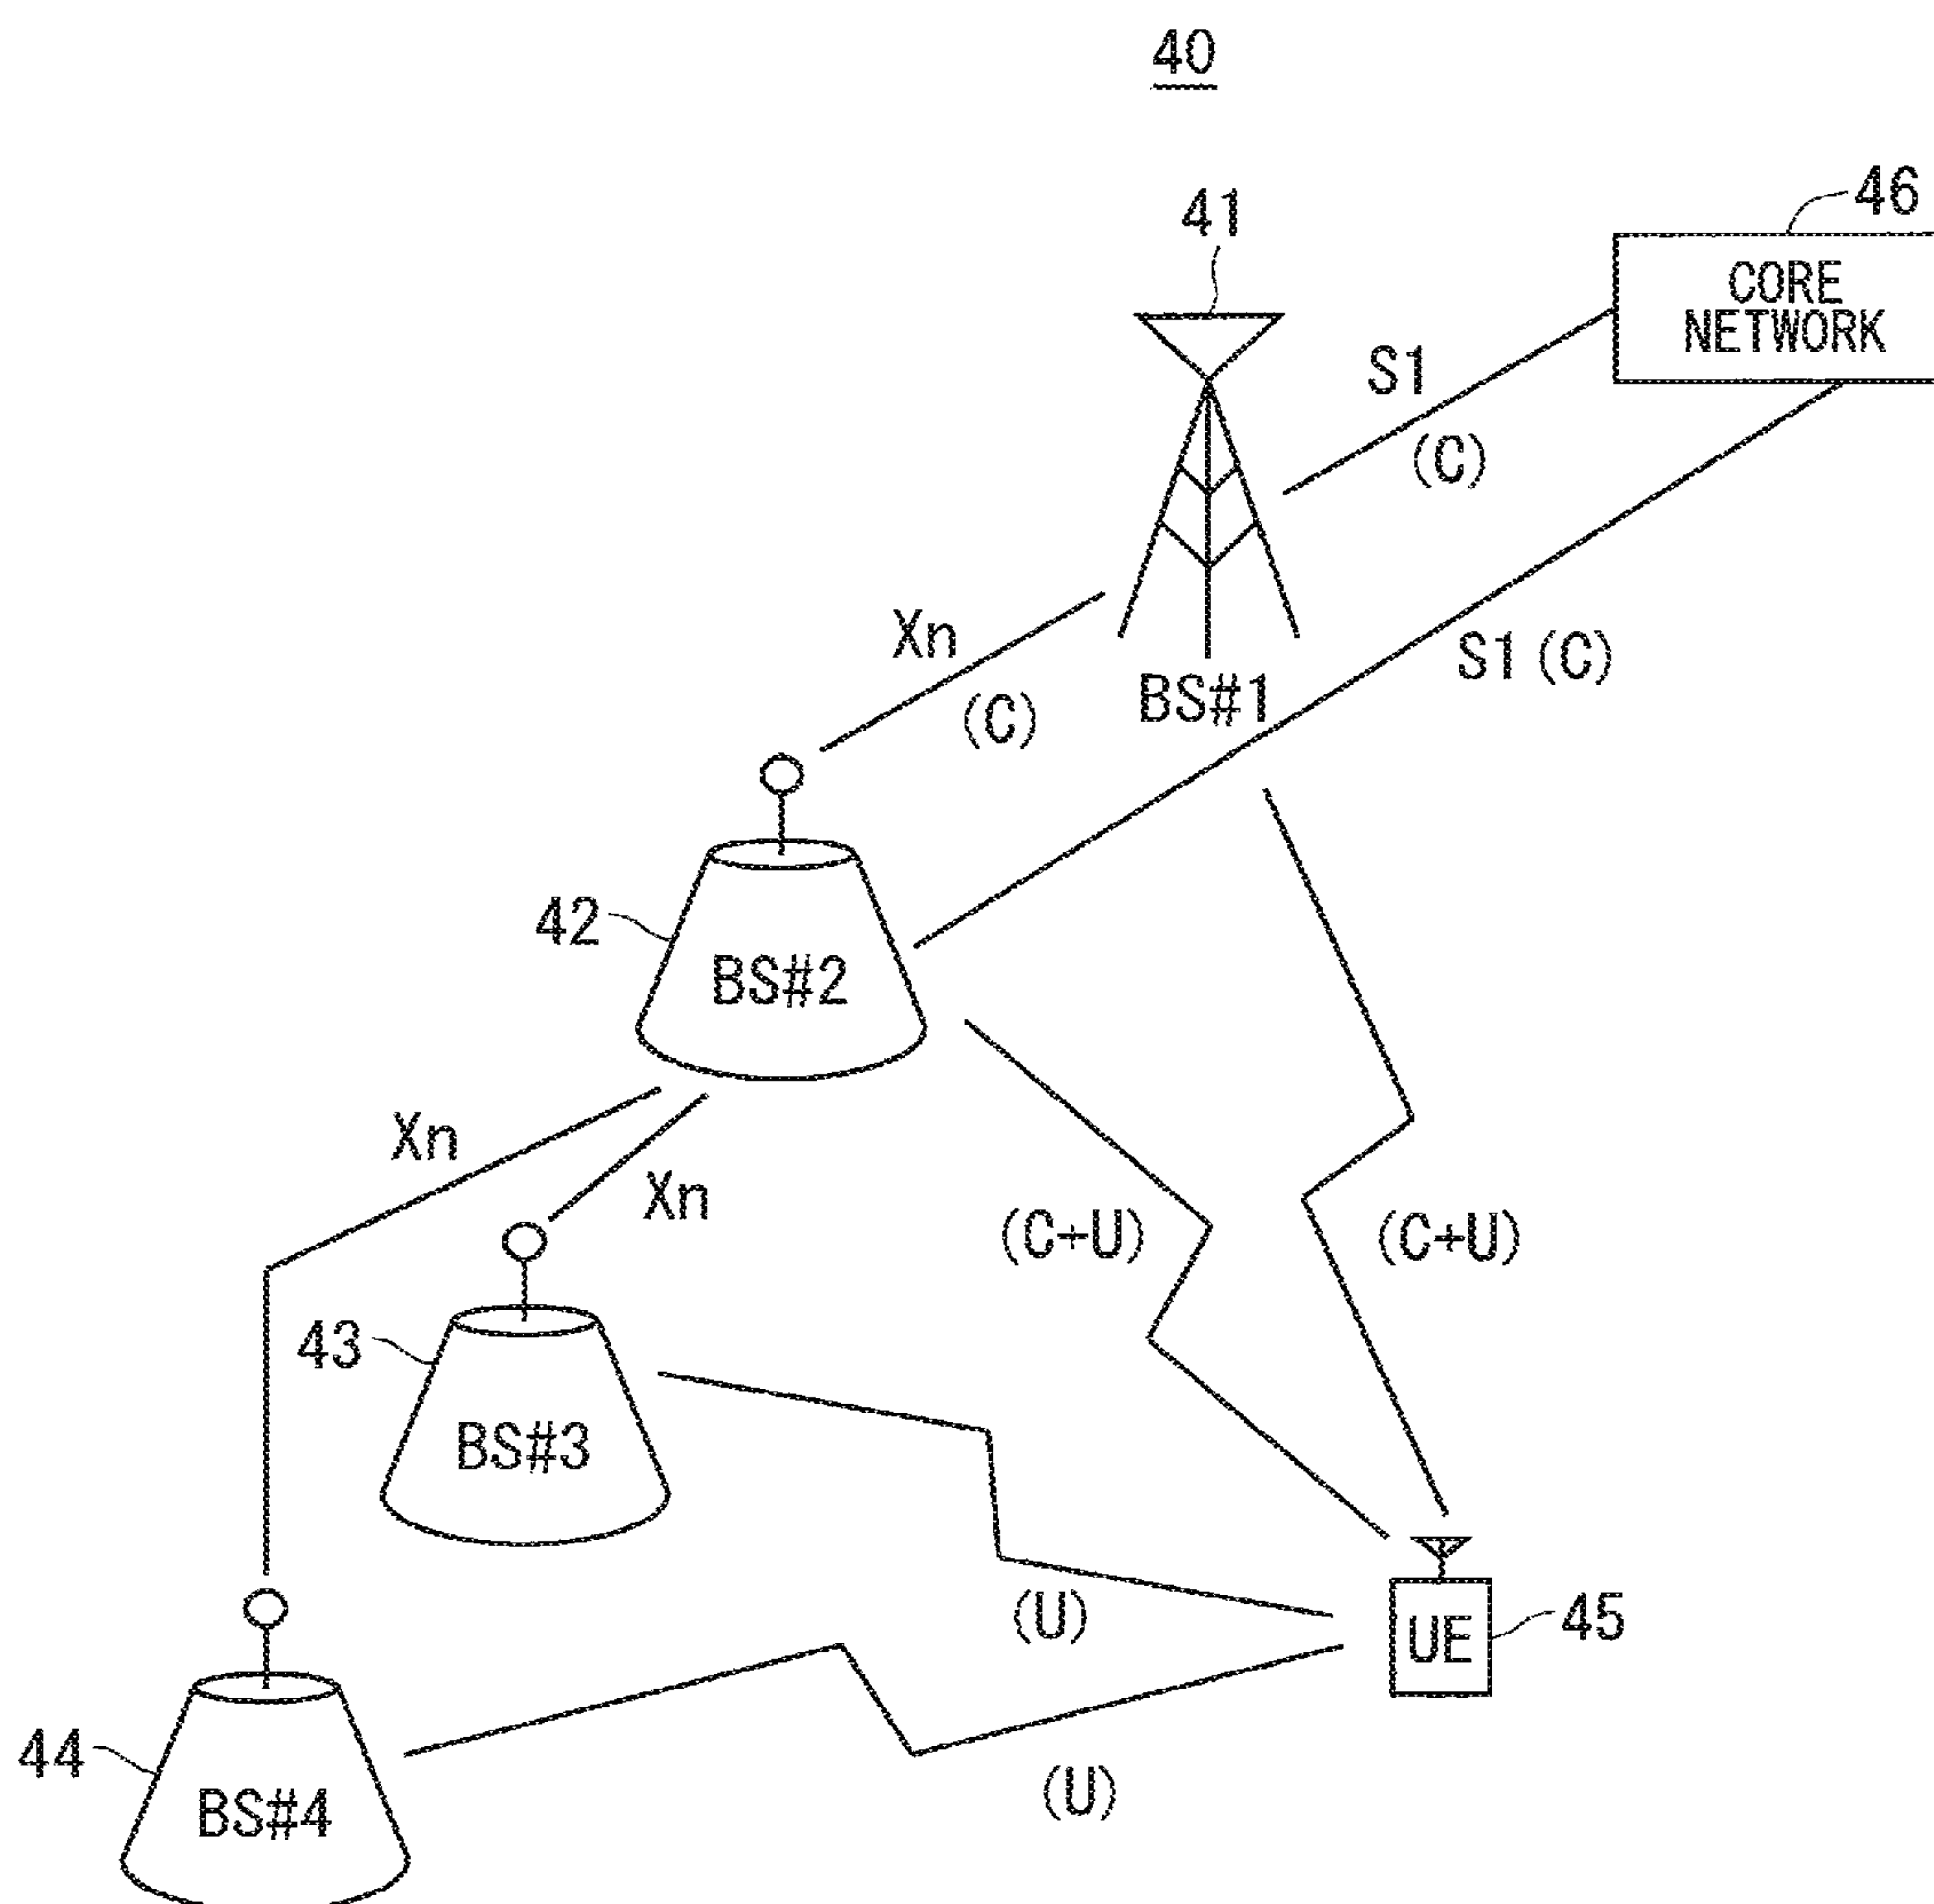 40
41
46
CORE
NETWORK
S1
(C)
Xn
(C)
BS#1
S1 (C)
42
BS#2
Xn
Xn
(C+U)
(C+U)
43
BS#3
(U)
UE
45
44
BS#4
(U)